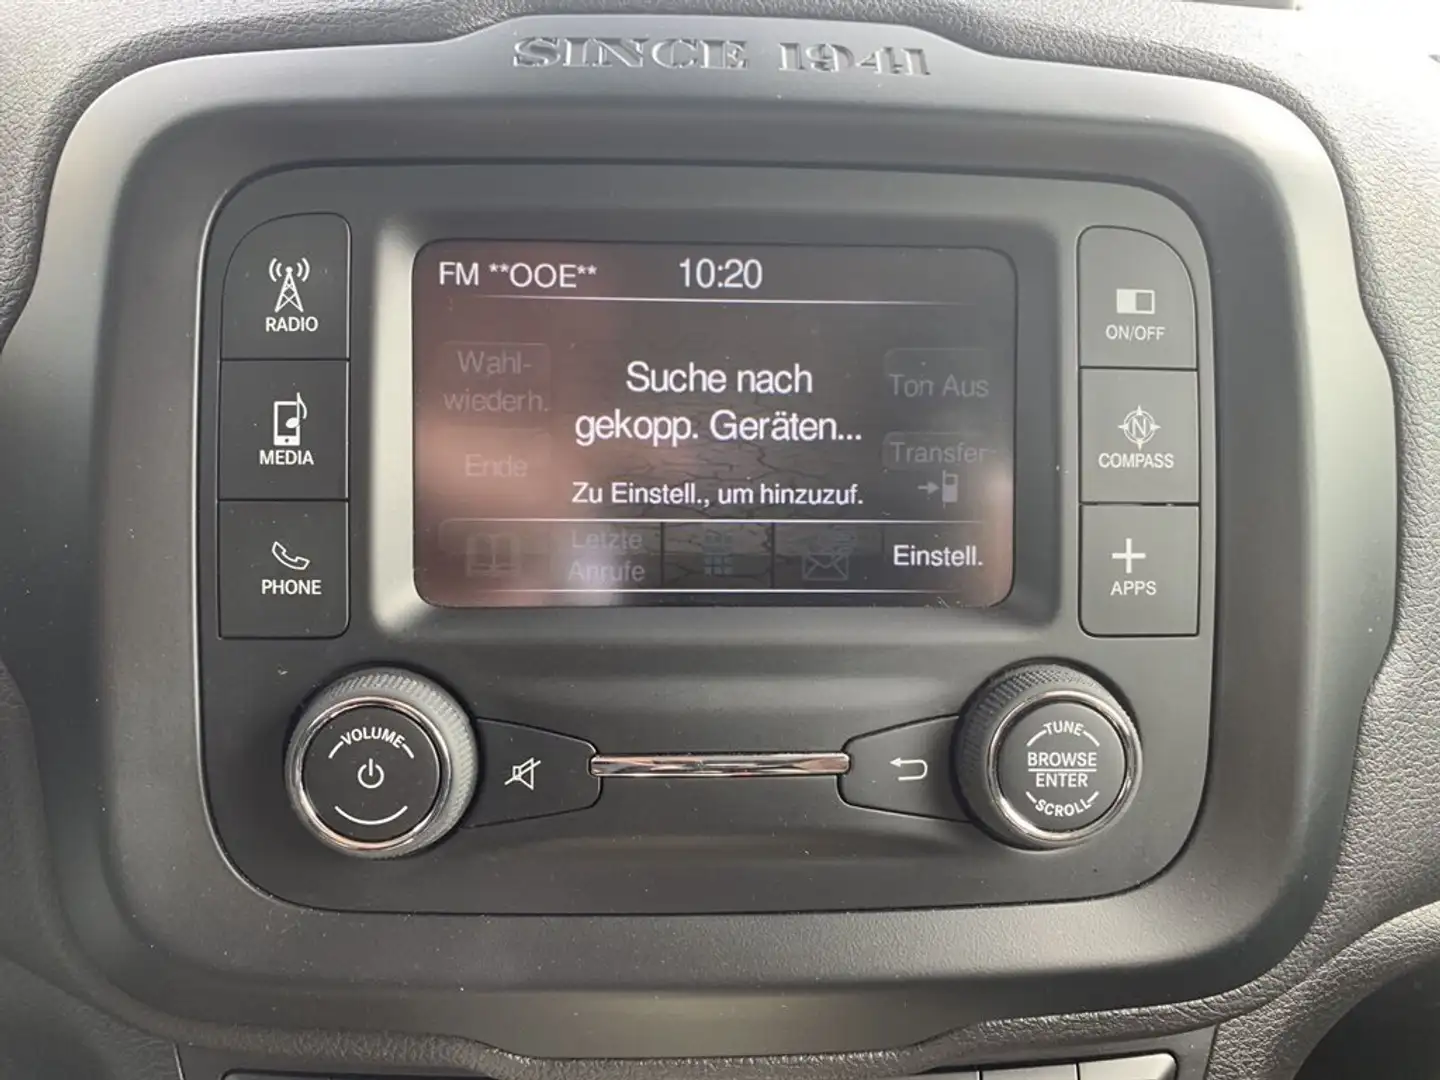 SINCE 1941
RADIO
MEDIA
PHONE
FM **OOE** 10:20
Wahl-
wiederh.
Ende
Suche nach
gekopp. Geräten...
Zu Einstell., um hinzuzuf.
Ton Aus
Transfer
Letzte
Anrufe
Einstell.
ON/OFF
N
COMPASS
APPS
VOLUME
TUNE
BROWSE
ENTER
SCROLL